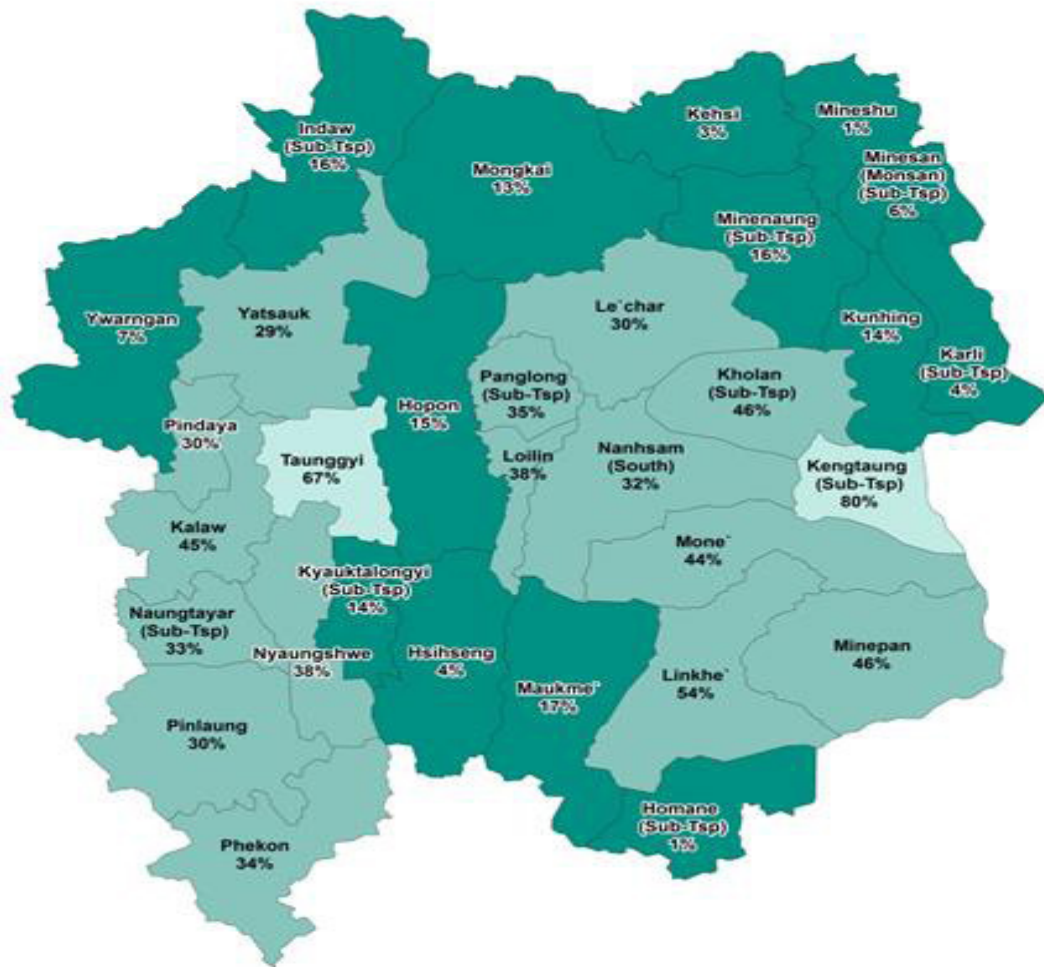 Kehsi
3%
Mineshu
1%
Indaw
(Sub-Tsp)
16%
Mongkai
13%
Minesan
(Monsan)
(Sub-Tsp)
6%
Minenaung
(Sub-Tsp)
16%
Ywarngan
7%
Yatsauk
29%
Le`char
30%
Kunhing
14%
Karli
(Sub-Tsp)
4%
Panglong
(Sub-Tsp)
35%
Kholan
(Sub-Tsp)
46%
Hopon
15%
Pindaya
30%
Taunggyi
67%
Loilin
38%
Nanhsam
(South)
32%
Kengtaung
(Sub-Tsp)
80%
Kalaw
45%
Mone`
44%
Kyauktalongyi
(Sub-Tsp)
14%
Naungtayar
(Sub-Tsp)
33%
Nyaungshwe
38%
Hsihseng
4%
Minepan
46%
Linkhe`
54%
Maukme`
17%
Pinlaung
30%
Homane
(Sub-Tsp)
1%
Phekon
34%